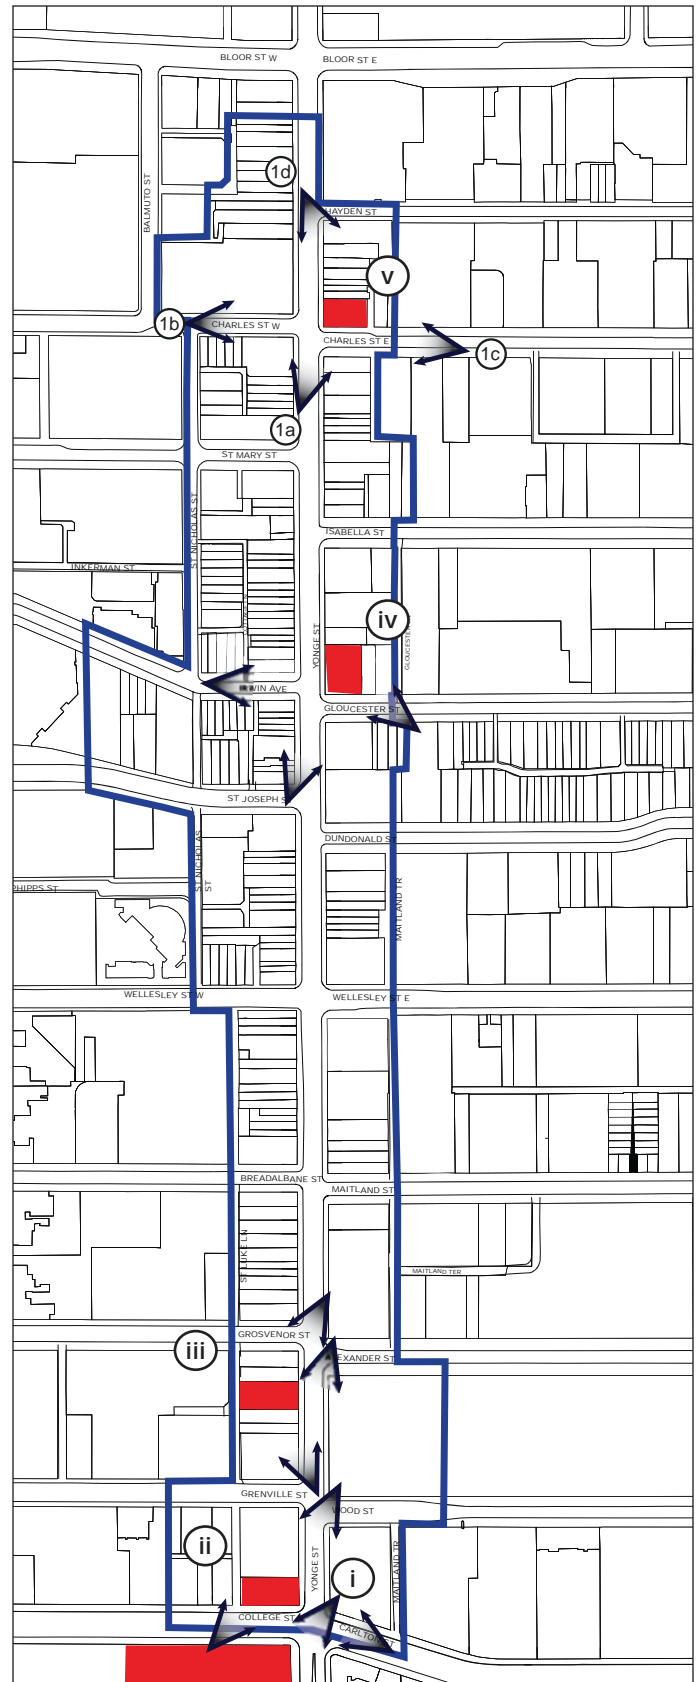 BLOOR ST W
BLOOR ST E
1d
BALMUTO ST
HAYDEN ST
v
1b
CHARLES ST W
CHARLES ST E
1c
1a
ST MARY ST
ST NICHOLAS ST
ISABELLA ST
INKERMAN ST
iv
YONGE ST
GLOUCESTER ST
ST JOSEPH S
DUNDONALD ST
ST NICHOLAS
ST
PHIPPS ST
MAITLAND TR
WELLESLEY ST W
WELLESLEY ST E
BREADALBANE ST
MAITLAND ST
ST LUKE LN
MAITLAND TER
GROSVENOR ST
iii
EXANDER ST
GRENVILLE ST
WOOD ST
ii
YONGE ST
i
MAITLAND TR
COLLEGE ST
CARLTON ST